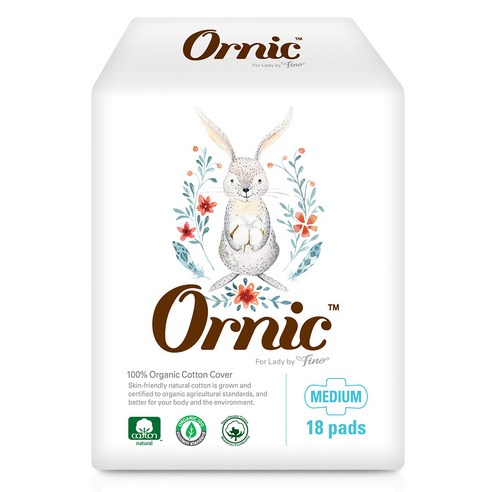 Ornic™
For Lady by Fino
Ornic™
For Lady by Fino
100% Organic Cotton Cover
Skin-friendly natural cotton is grown and
certified to organic agricultural standards, and
better for your body and the environment.
MEDIUM
18 pads
cotton
natural
ORGANIC 100